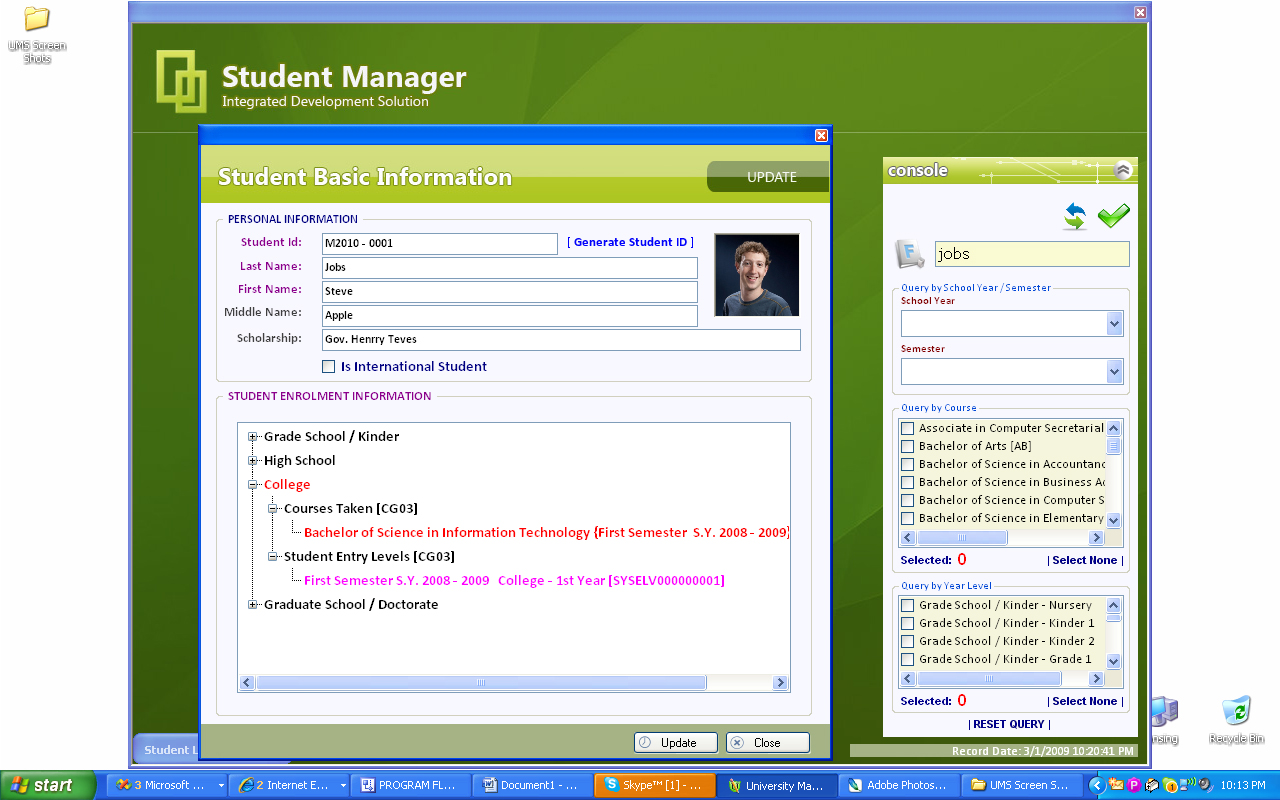 UMS Screen
Shots
Student Manager
Integrated Development Solution
Student Basic Information
UPDATE
PERSONAL INFORMATION
Student Id:
M2010 - 0001
[ Generate Student ID ]
Last Name:
Jobs
First Name:
Steve
Middle Name:
Apple
Scholarship:
Gov. Henrry Teves
Is International Student
STUDENT ENROLMENT INFORMATION
Grade School / Kinder
High School
College
Courses Taken [CG03]
Bachelor of Science in Information Technology {First Semester S.Y. 2008 - 2009}
Student Entry Levels [CG03]
First Semester S.Y. 2008 - 2009 College - 1st Year [SYSELV000000001]
Graduate School / Doctorate
Update
Close
Student L
console
jobs
Query by School Year / Semester
School Year
Semester
Query by Course
Associate in Computer Secretarial
Bachelor of Arts [AB]
Bachelor of Science in Accountanc
Bachelor of Science in Business Ac
Bachelor of Science in Computer S
Bachelor of Science in Elementary
Selected: 0 | Select None |
Query by Year Level
Grade School / Kinder - Nursery
Grade School / Kinder - Kinder 1
Grade School / Kinder - Kinder 2
Grade School / Kinder - Grade 1
Selected: 0 | Select None |
| RESET QUERY |
Record Date: 3/1/2009 10:20:41 PM
Recycle Bin
start
3 Microsoft ...
2 Internet E...
PROGRAM FL...
Document1 - ...
Skype™ [1] - ...
University Ma...
Adobe Photos...
UMS Screen S...
10:13 PM